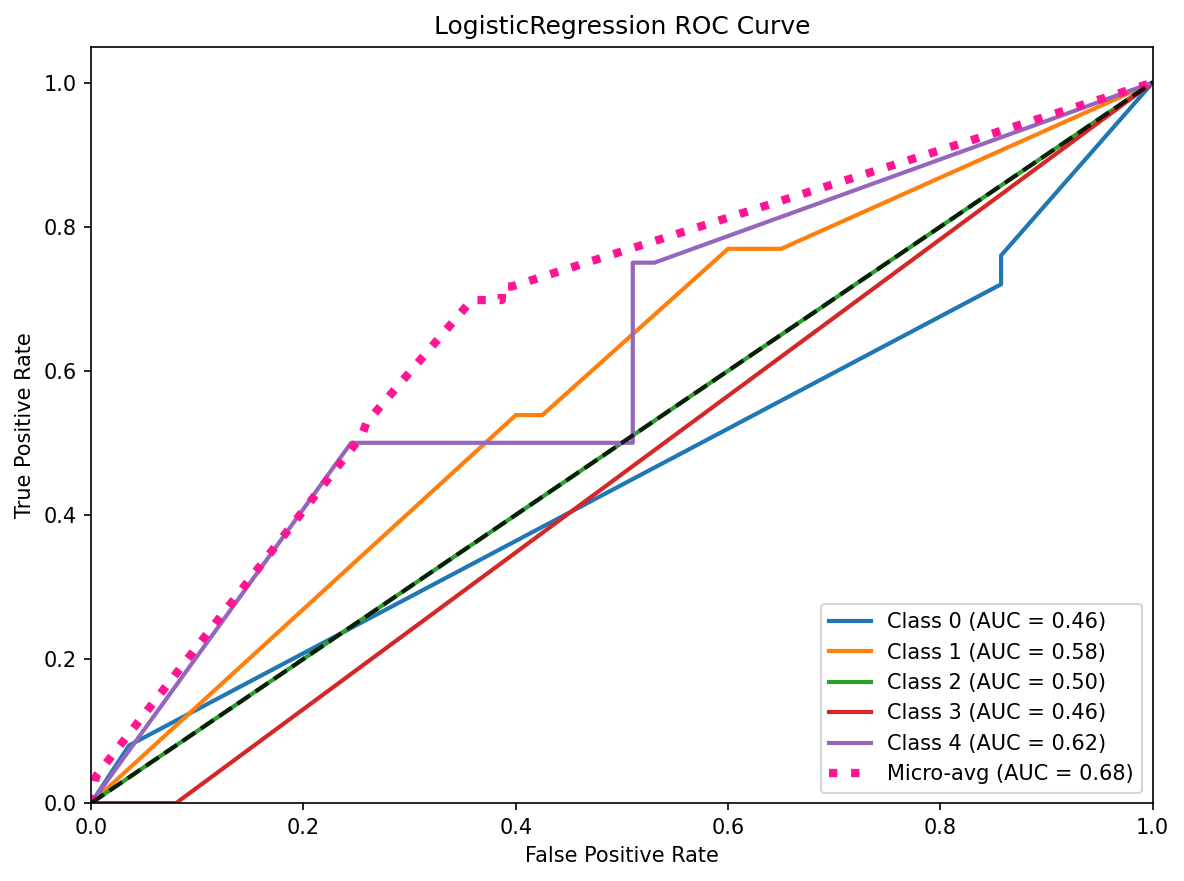 LogisticRegression ROC Curve
True Positive Rate
1.0
0.8
0.6
0.4
0.2
0.0
Class 0 (AUC = 0.46)
Class 1 (AUC = 0.58)
Class 2 (AUC = 0.50)
Class 3 (AUC = 0.46)
Class 4 (AUC = 0.62)
Micro-avg (AUC = 0.68)
0.0 0.2 0.4 0.6 0.8 1.0
False Positive Rate